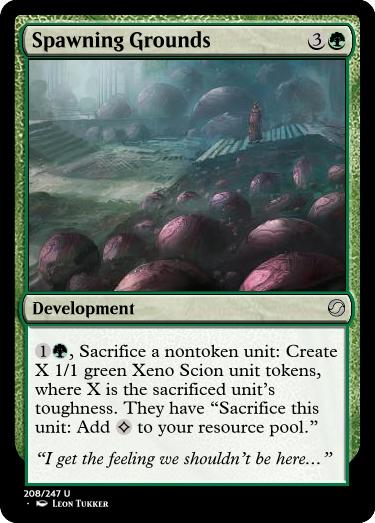 Spawning Grounds 3
Development
1, Sacrifice a nontoken unit: Create
X 1/1 green Xeno Scion unit tokens,
where X is the sacrificed unit's
toughness. They have “Sacrifice this
unit: Add to your resource pool.”
“I get the feeling we shouldn't be here...”
208/247 U
· Leon Tukker